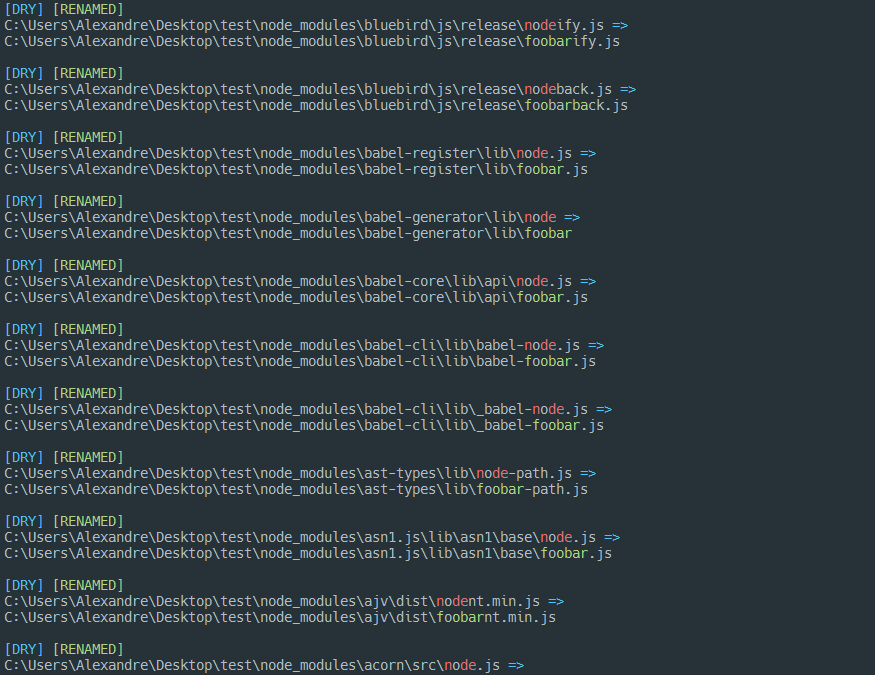 [DRY] [RENAMED]
C:\Users\Alexandre\Desktop\test\node_modules\bluebird\js\release\nodeify.js =>
C:\Users\Alexandre\Desktop\test\node_modules\bluebird\js\release\foobarify.js
[DRY] [RENAMED]
C:\Users\Alexandre\Desktop\test\node_modules\bluebird\js\release\nodeback.js =>
C:\Users\Alexandre\Desktop\test\node_modules\bluebird\js\release\foobarback.js
[DRY] [RENAMED]
C:\Users\Alexandre\Desktop\test\node_modules\babel-register\lib\node.js =>
C:\Users\Alexandre\Desktop\test\node_modules\babel-register\lib\foobar.js
[DRY] [RENAMED]
C:\Users\Alexandre\Desktop\test\node_modules\babel-generator\lib\node =>
C:\Users\Alexandre\Desktop\test\node_modules\babel-generator\lib\foobar
[DRY] [RENAMED]
C:\Users\Alexandre\Desktop\test\node_modules\babel-core\lib\api\node.js =>
C:\Users\Alexandre\Desktop\test\node_modules\babel-core\lib\api\foobar.js
[DRY] [RENAMED]
C:\Users\Alexandre\Desktop\test\node_modules\babel-cli\lib\babel-node.js =>
C:\Users\Alexandre\Desktop\test\node_modules\babel-cli\lib\babel-foobar.js
[DRY] [RENAMED]
C:\Users\Alexandre\Desktop\test\node_modules\babel-cli\lib\_babel-node.js =>
C:\Users\Alexandre\Desktop\test\node_modules\babel-cli\lib\_babel-foobar.js
[DRY] [RENAMED]
C:\Users\Alexandre\Desktop\test\node_modules\ast-types\lib\node-path.js =>
C:\Users\Alexandre\Desktop\test\node_modules\ast-types\lib\foobar-path.js
[DRY] [RENAMED]
C:\Users\Alexandre\Desktop\test\node_modules\asn1.js\lib\asn1\base\node.js =>
C:\Users\Alexandre\Desktop\test\node_modules\asn1.js\lib\asn1\base\foobar.js
[DRY] [RENAMED]
C:\Users\Alexandre\Desktop\test\node_modules\ajv\dist\nodent.min.js =>
C:\Users\Alexandre\Desktop\test\node_modules\ajv\dist\foobarnt.min.js
[DRY] [RENAMED]
C:\Users\Alexandre\Desktop\test\node_modules\acorn\src\node.js =>